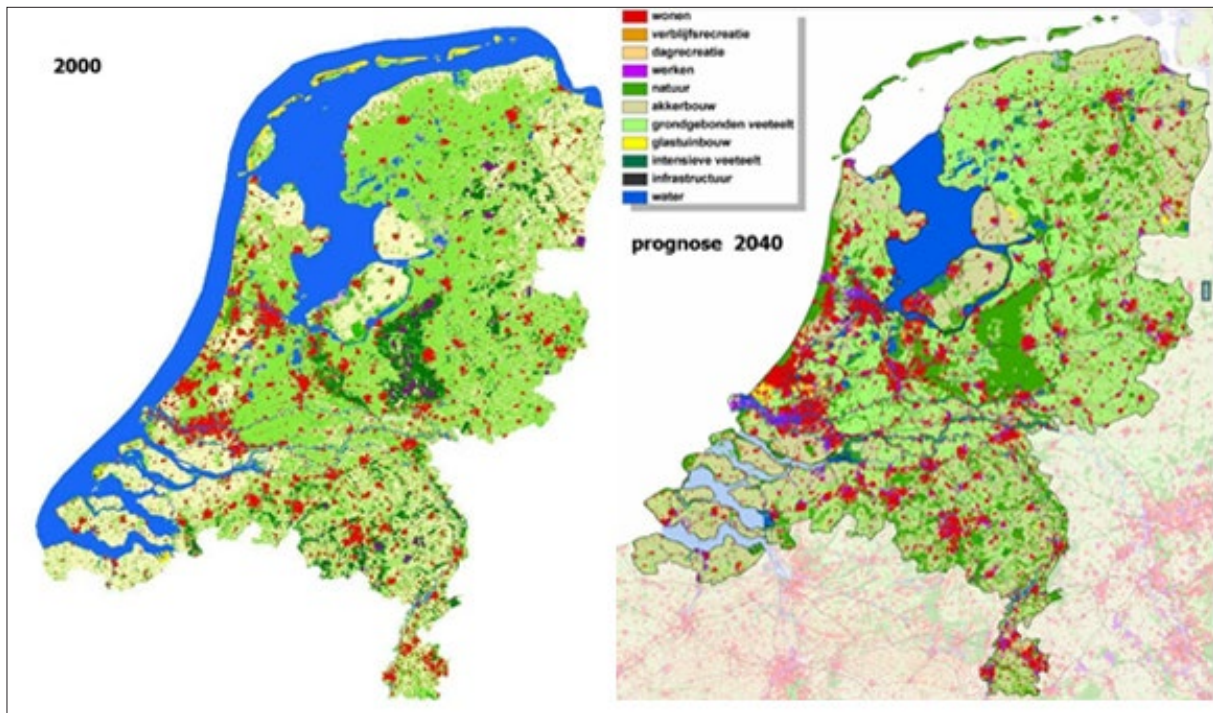 2000
wonen
verblijfsrecreatie
dagrecreatie
werken
natuur
akkerbouw
grondgebonden veeteelt
glastuinbouw
intensieve veeteelt
infrastructuur
water
prognose 2040